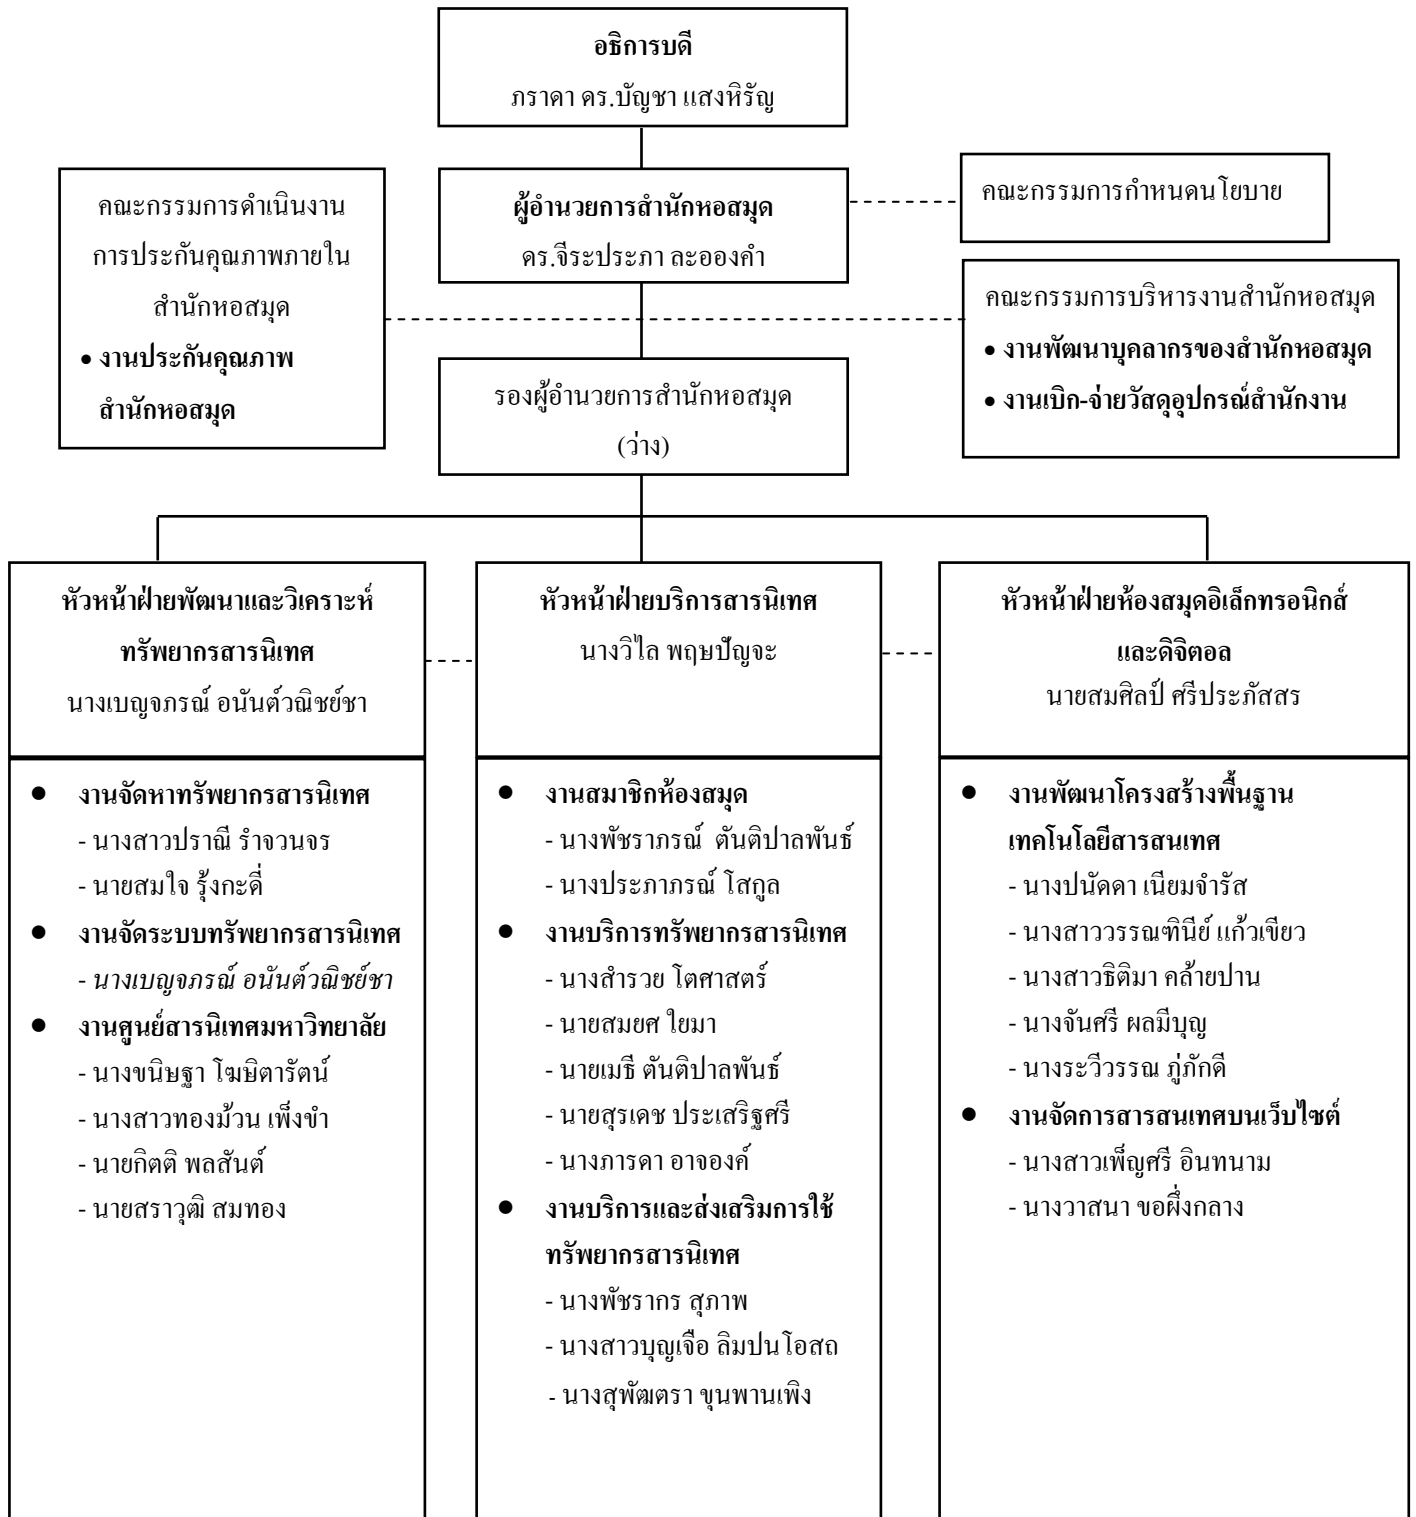 อธิการบดี
ภราดา ดร.บัญชา แสงหิรัญ
คณะกรรมการดำเนินงาน
การประกันคุณภาพภายใน
สำนักหอสมุด
• งานประกันคุณภาพ
สำนักหอสมุด
ผู้อำนวยการสำนักหอสมุด
ดร.จีระประภา ละอองคำ
คณะกรรมการกำหนดนโยบาย
คณะกรรมการบริหารงานสำนักหอสมุด
• งานพัฒนาบุคลากรของสำนักหอสมุด
• งานเบิก-จ่ายวัสดุอุปกรณ์สำนักงาน
รองผู้อำนวยการสำนักหอสมุด
(ว่าง)
หัวหน้าฝ่ายพัฒนาและวิเคราะห์
ทรัพยากรสารนิเทศ
นางเบญจภรณ์ อนันต์วณิชย์ชา
• งานจัดหาทรัพยากรสารนิเทศ
- นางสาวปราณี รำจวนจร
- นายสมใจ รุ้งกะดี่
• งานจัดระบบทรัพยากรสารนิเทศ
- นางเบญจภรณ์ อนันต์วณิชย์ชา
• งานศูนย์สารนิเทศมหาวิทยาลัย
- นางขนิษฐา โฆษิตารัตน์
- นางสาวทองม้วน เพ็งขำ
- นายกิตติ พลสันต์
- นายสราวุฒิ สมทอง
หัวหน้าฝ่ายบริการสารนิเทศ
นางวิไล พฤษปัญจะ
• งานสมาชิกห้องสมุด
- นางพัชราภรณ์ ตันติปาลพันธ์
- นางประภาภรณ์ โสกูล
• งานบริการทรัพยากรสารนิเทศ
- นางสำรวย โตศาสตร์
- นายสมยศ ใยมา
- นายเมธี ตันติปาลพันธ์
- นายสุรเดช ประเสริฐศรี
- นางภารดา อาจองค์
• งานบริการและส่งเสริมการใช้
ทรัพยากรสารนิเทศ
- นางพัชรากร สุภาพ
- นางสาวบุญเจือ ลิมปนโอสถ
- นางสุพัฒตรา ขุนพานเพิง
หัวหน้าฝ่ายห้องสมุดอิเล็กทรอนิกส์
และดิจิตอล
นายสมศิลป์ ศรีประภัสสร
• งานพัฒนาโครงสร้างพื้นฐาน
เทคโนโลยีสารสนเทศ
- นางปนัดดา เนียมจำรัส
- นางสาววรรณฑินีย์ แก้วเขียว
- นางสาวธิติมา คล้ายปาน
- นางจันศรี ผลมีบุญ
- นางระวีวรรณ ภู่ภักดี
• งานจัดการสารสนเทศบนเว็บไซต์
- นางสาวเพ็ญศรี อินทนาม
- นางวาสนา ขอผึ่งกลาง